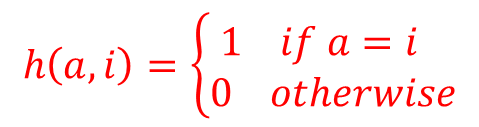 h(a, i) = { 1 if a = i
0 otherwise